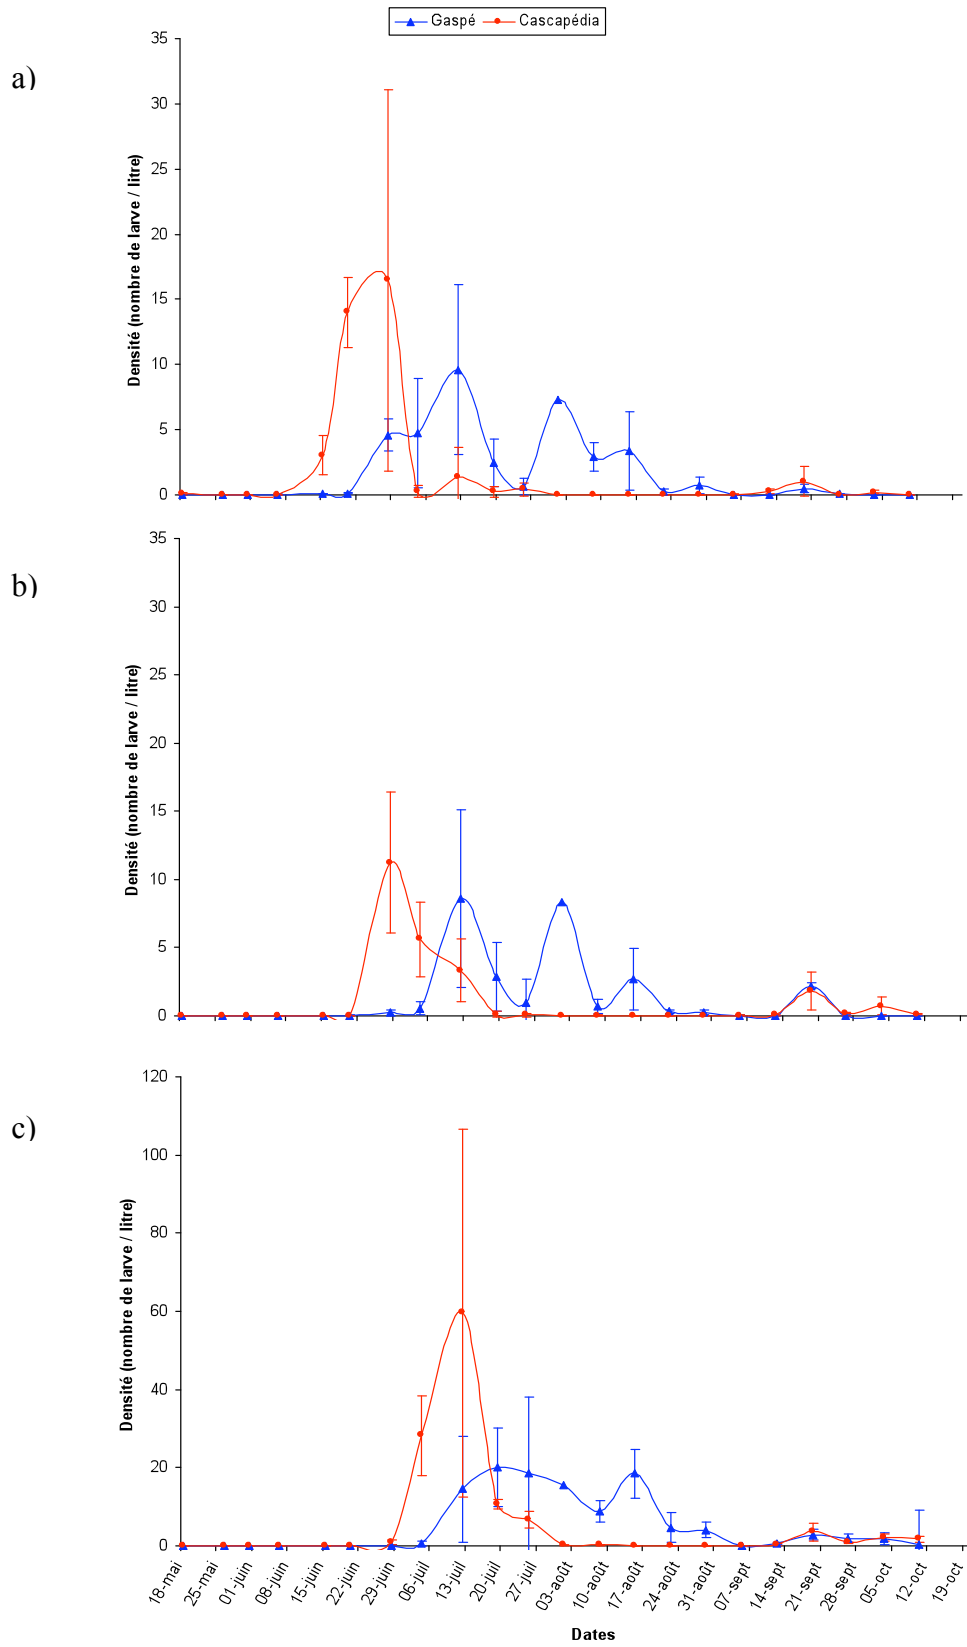 Gaspé Cascapédia
a)
Densité (nombre de larve / litre)
35
30
25
20
15
10
5
0
b)
Densité (nombre de larve / litre)
35
30
25
20
15
10
5
0
c)
Densité (nombre de larve / litre)
120
100
80
60
40
20
0
18-mai 25-mai 01-juin 08-juin 15-juin 22-juin 29-juin 06-juil 13-juil 20-juil 27-juil 03-août 10-août 17-août 24-août 31-août 07-sept 14-sept 21-sept 28-sept 05-oct 12-oct 19-oct
Dates